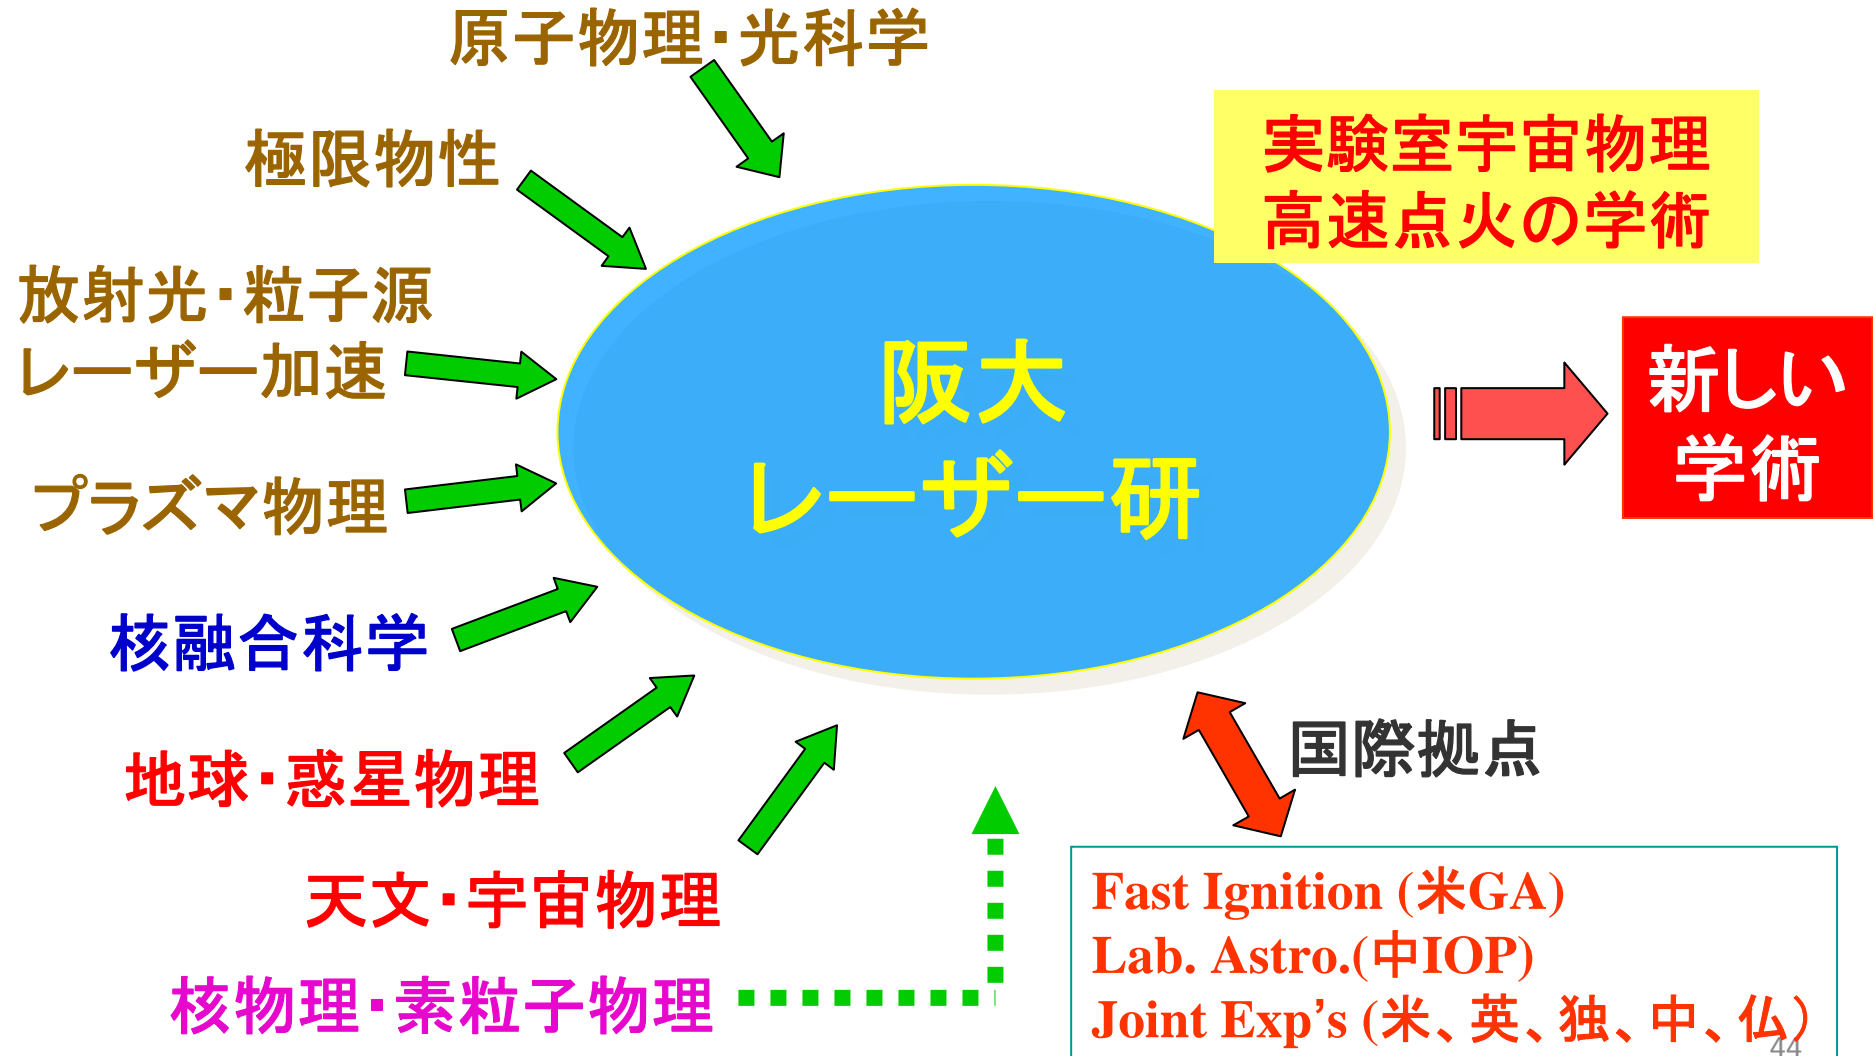 原子物理・光科学
極限物性
実験室宇宙物理
高速点火の学術
放射光・粒子源
レーザー加速
阪大
レーザー研
新しい
学術
プラズマ物理
核融合科学
地球・惑星物理
国際拠点
天文・宇宙物理
核物理・素粒子物理
Fast Ignition (米GA)
Lab. Astro.(中IOP)
Joint Exp’s (米、英、独、中、仏）
44